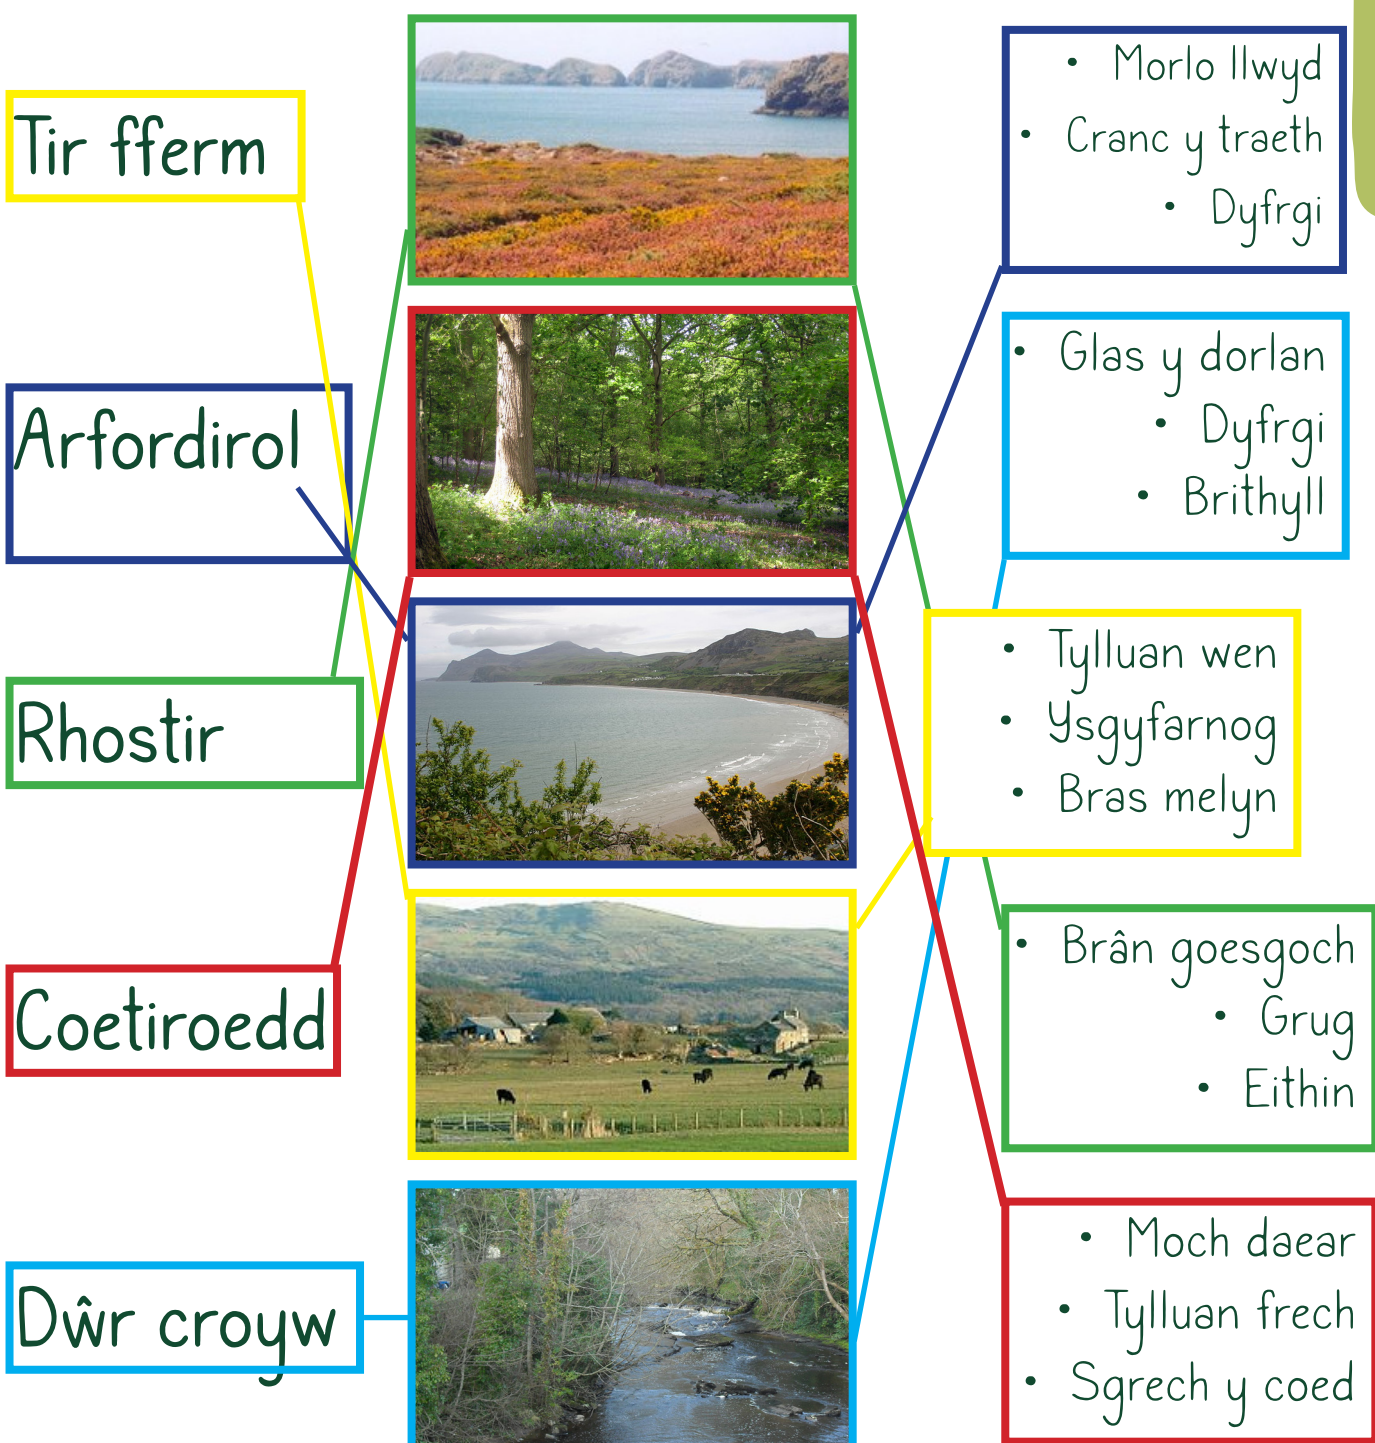 Tir fferm
Arfordirol
Rhostir
Coetiroedd
Dŵr croyw
• Morlo llwyd
• Cranc y traeth
• Dyfrgi
• Glas y dorlan
• Dyfrgi
• Brithyll
• Tylluan wen
• Ysgyfarnog
• Bras melyn
• Brân goesgoch
• Grug
• Eithin
• Moch daear
• Tylluan frech
• Sgrech y coed